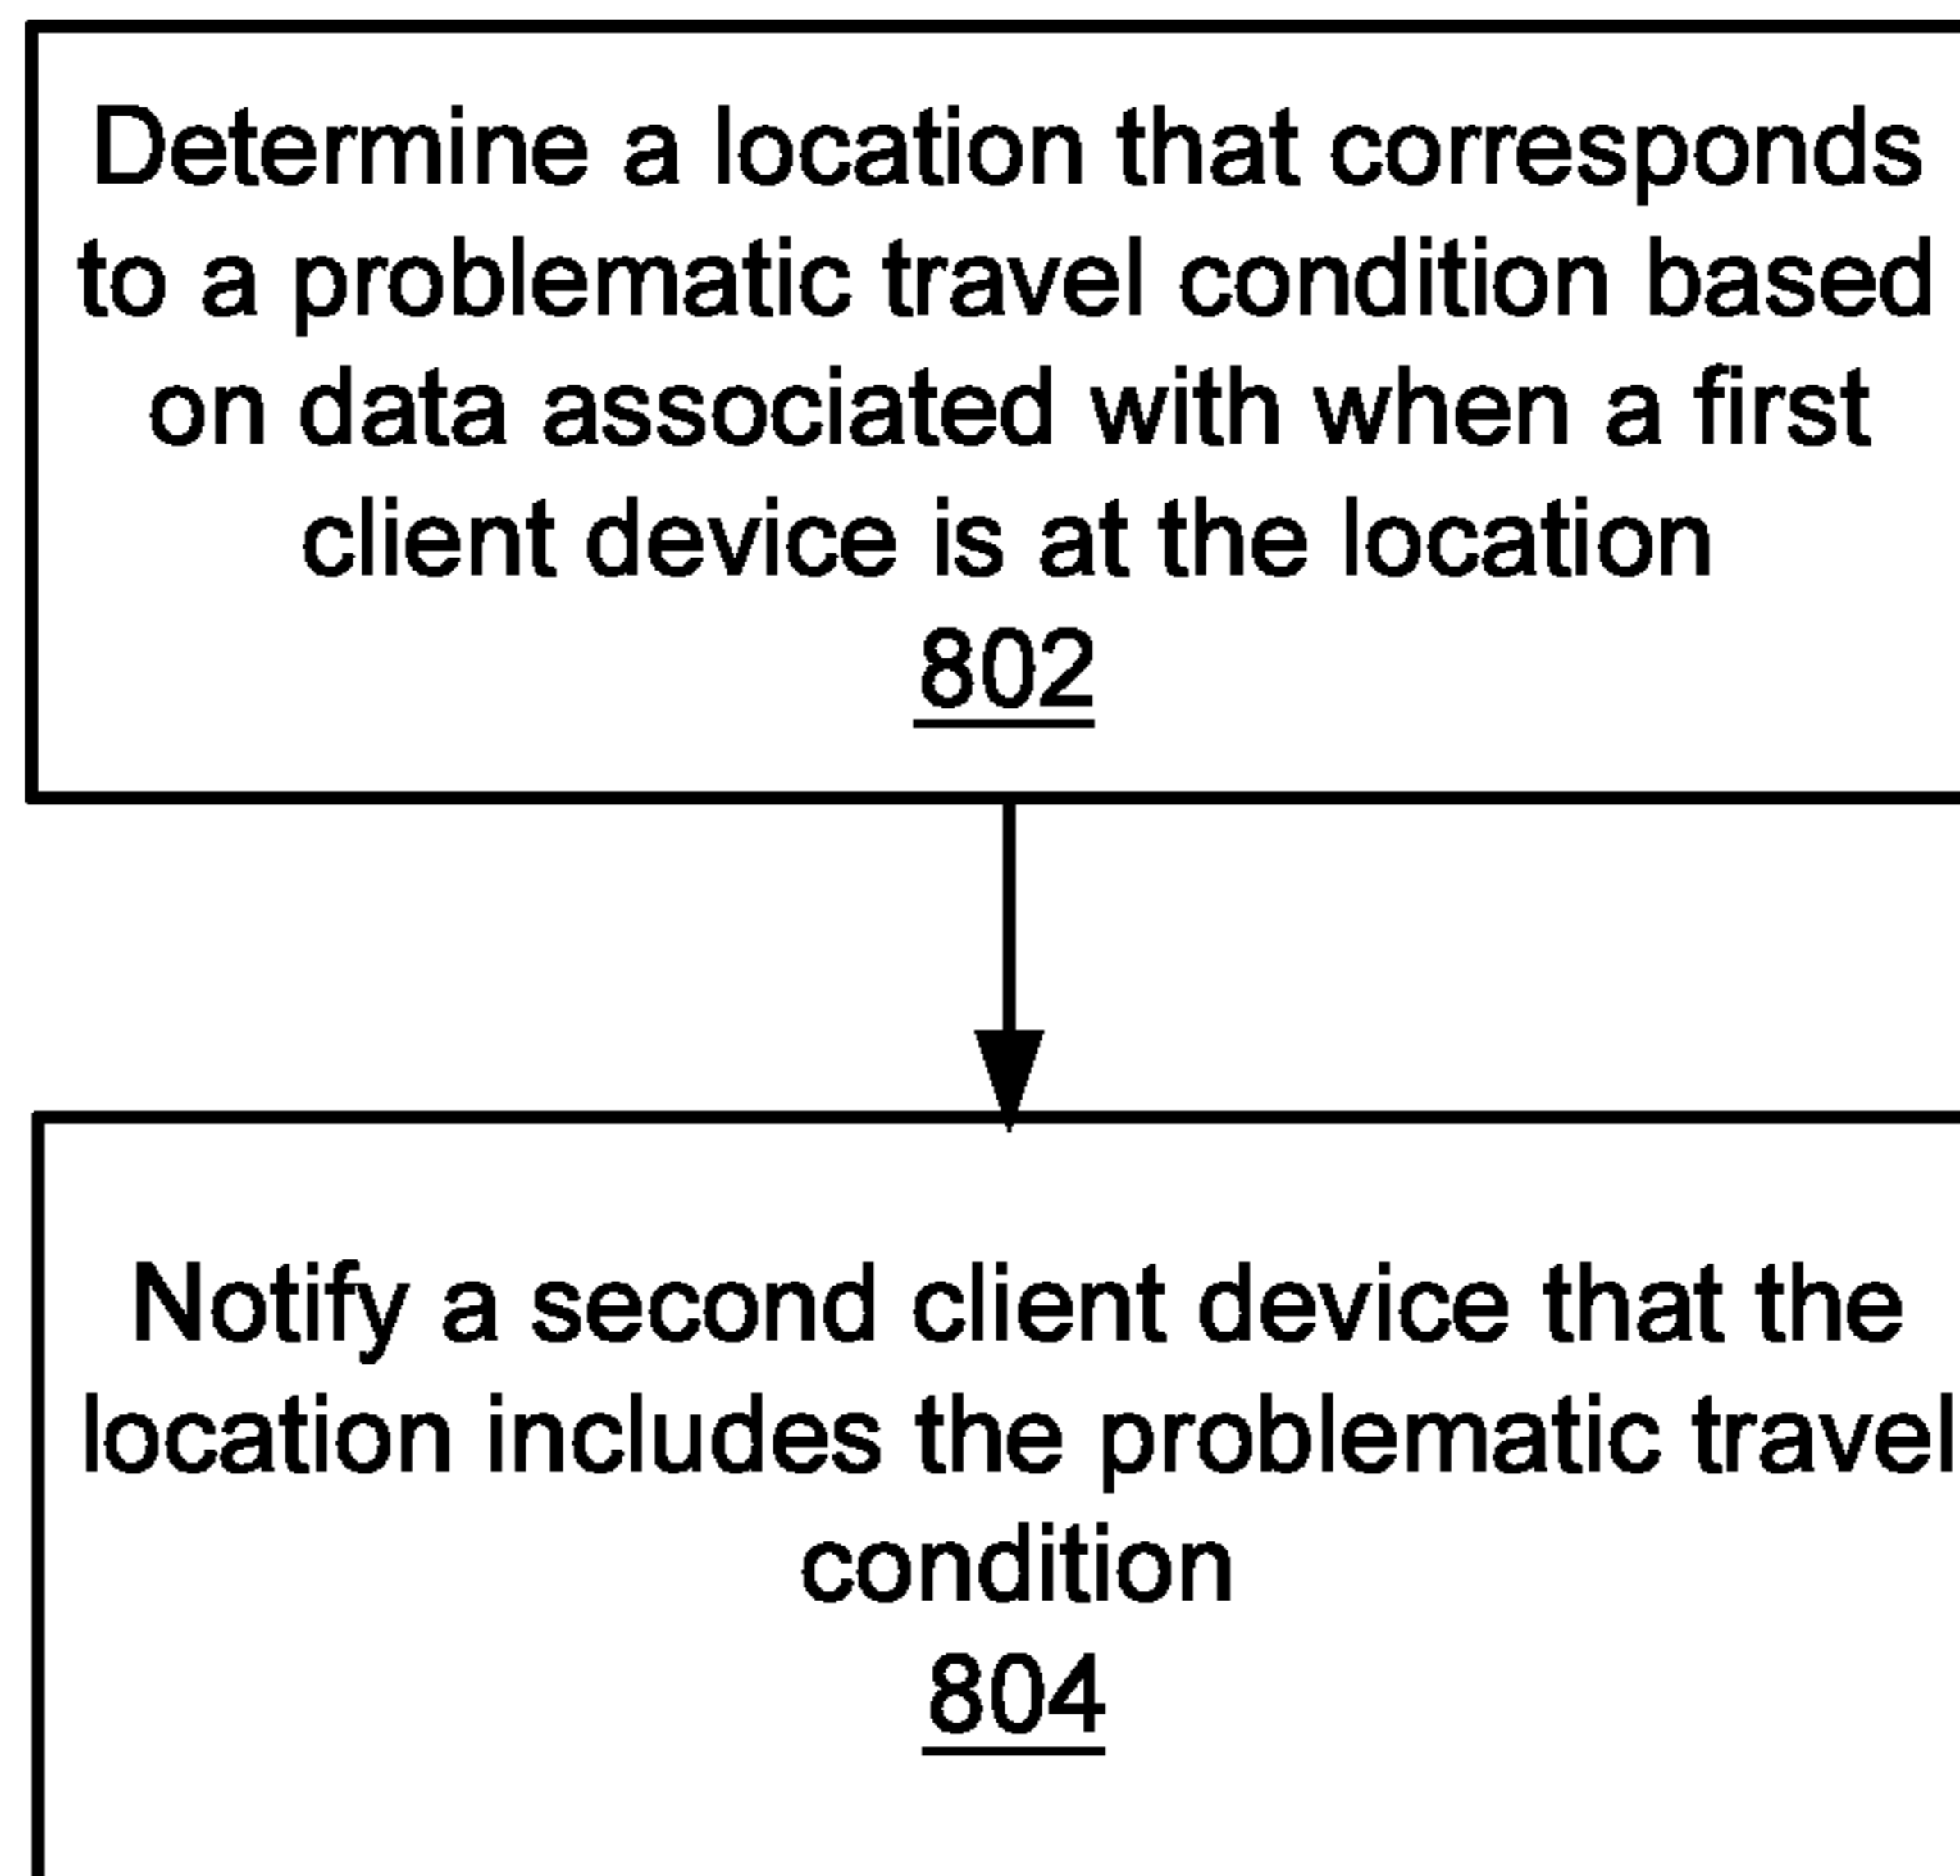 Determine a location that corresponds
to a problematic travel condition based
on data associated with when a first
client device is at the location
802
Notify a second client device that the
location includes the problematic travel
condition
804